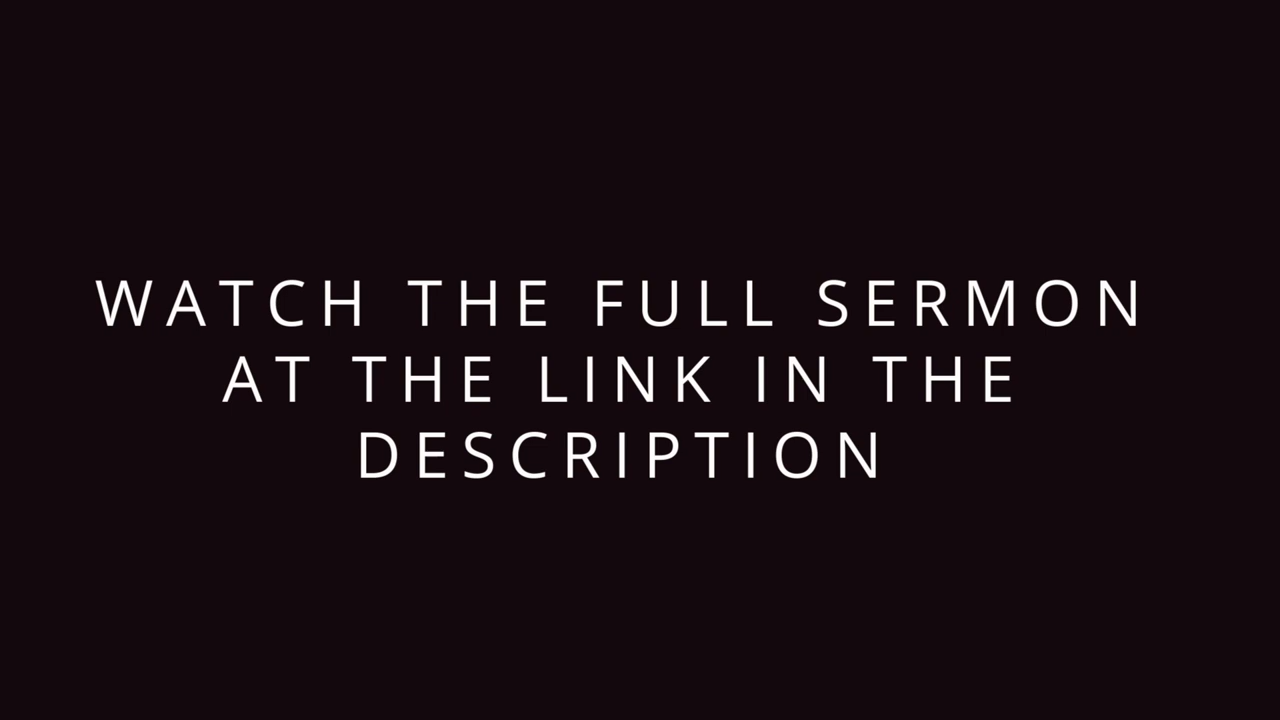 WATCH THE FULL SERMON
AT THE LINK IN THE
DESCRIPTION